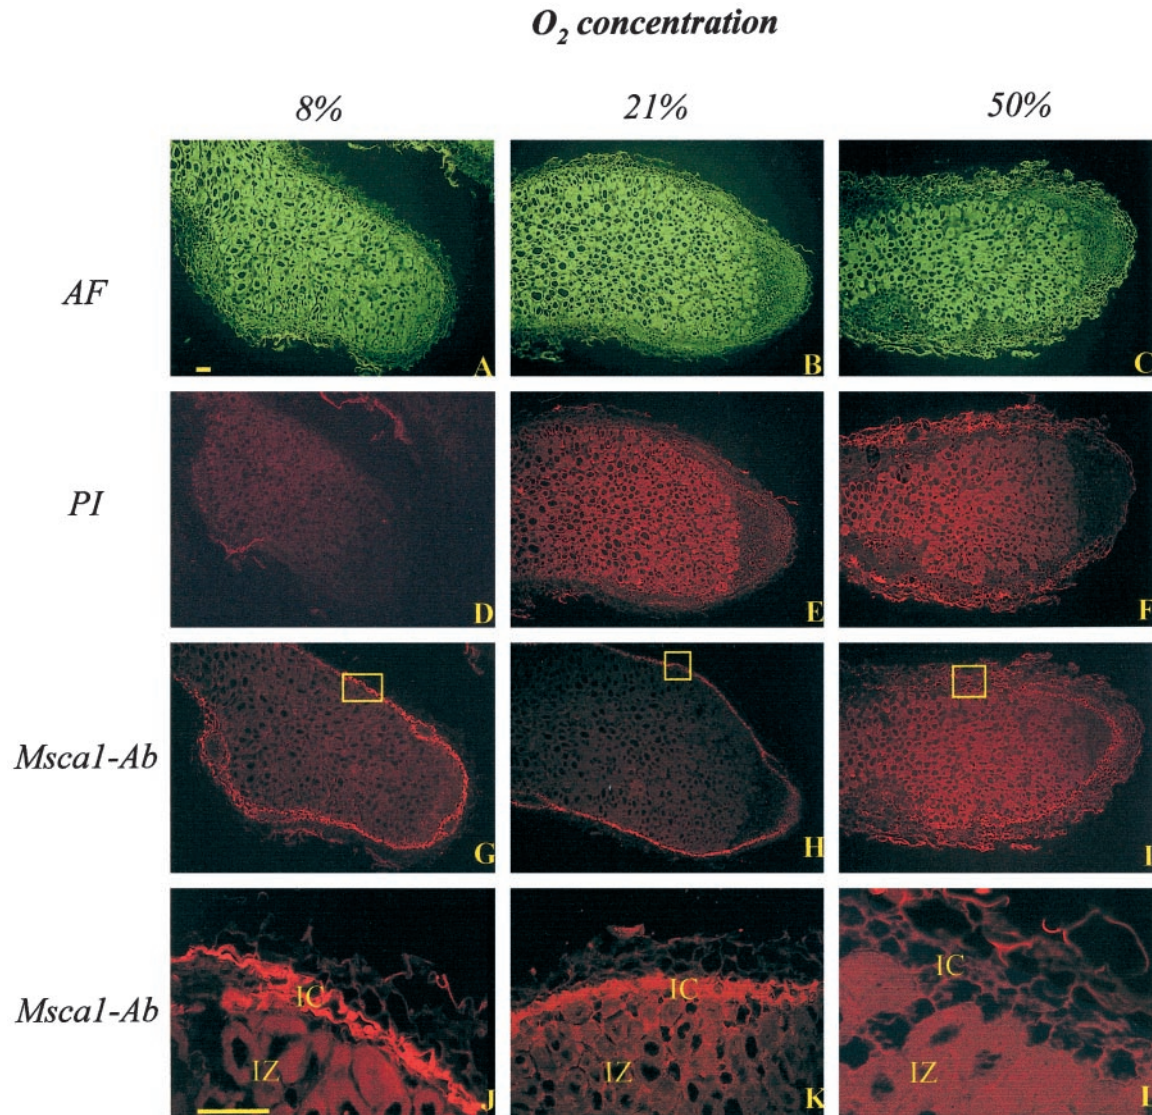 O2 concentration
8% 21% 50%
AF
A B C
PI
D E F
Msca1-Ab
G H I
Msca1-Ab
IC IC IC
IZ IZ IZ
J K L